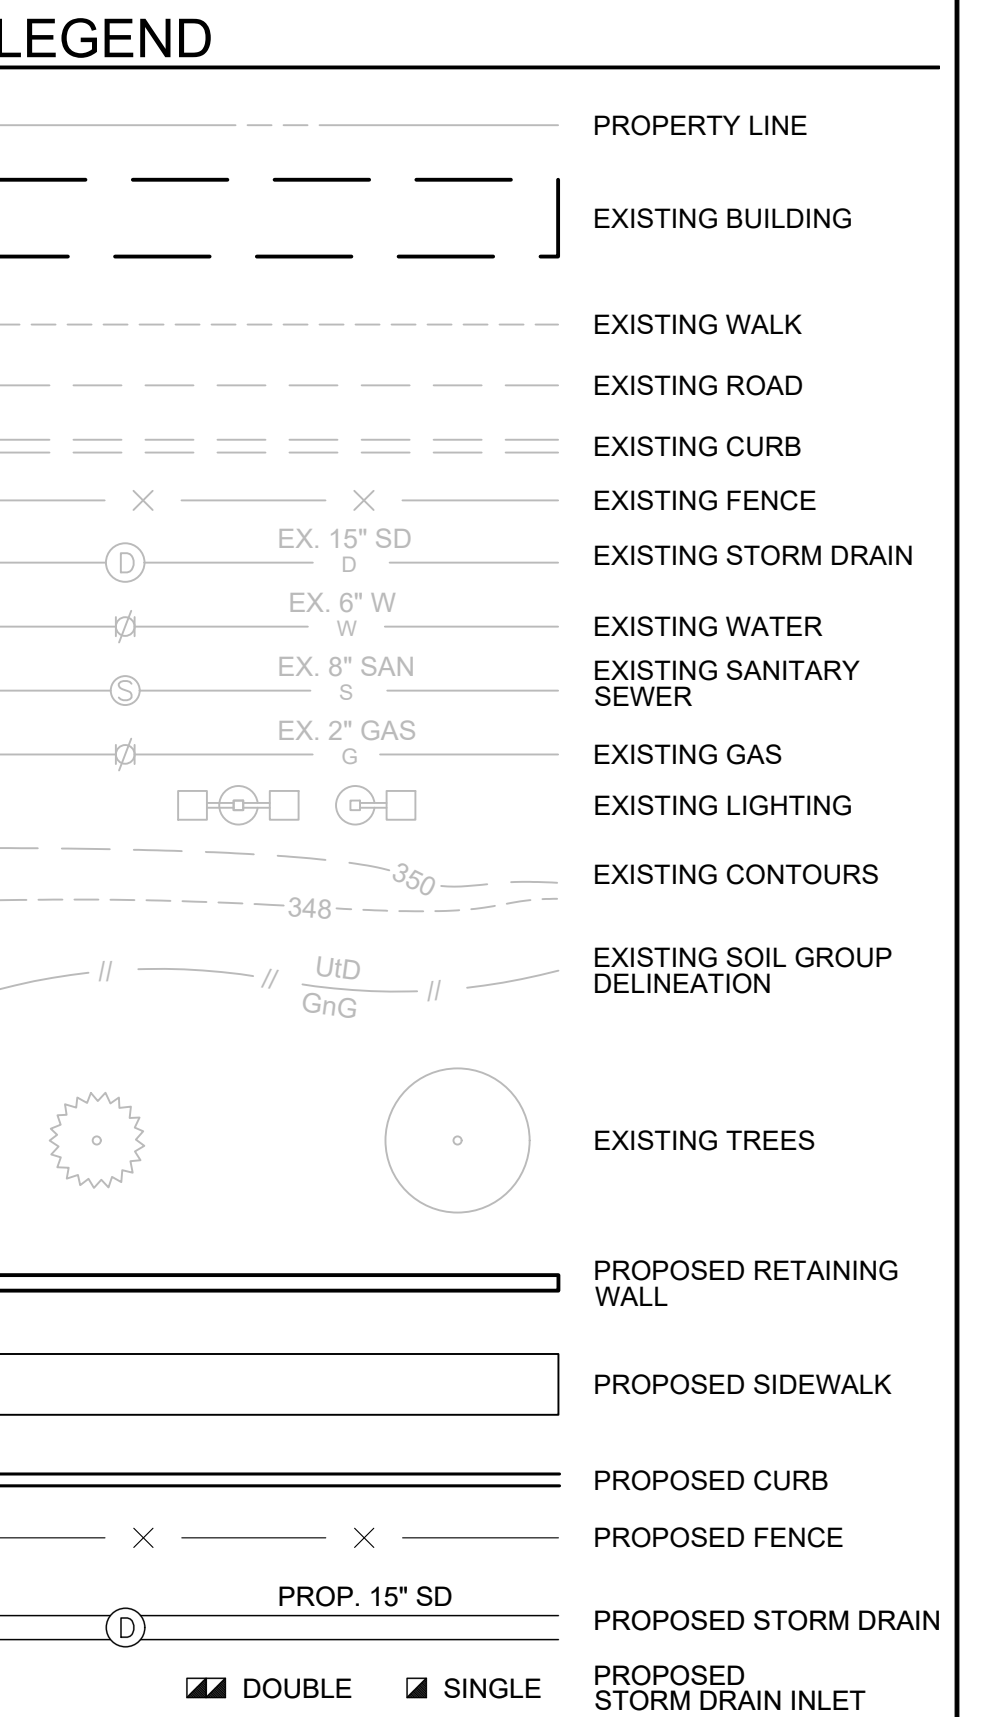 LEGEND
PROPERTY LINE
EXISTING BUILDING
EXISTING WALK
EXISTING ROAD
EXISTING CURB
EXISTING FENCE
EX. 15" SD
D D EXISTING STORM DRAIN
EX. 6" W
W EXISTING WATER
EX. 8" SAN
S S EXISTING SANITARY
SEWER
EX. 2" GAS
G EXISTING GAS
EXISTING LIGHTING
350 EXISTING CONTOURS
348
UtD EXISTING SOIL GROUP
GnG DELINEATION
EXISTING TREES
PROPOSED RETAINING
WALL
PROPOSED SIDEWALK
PROPOSED CURB
PROPOSED FENCE
PROP. 15" SD
D PROPOSED STORM DRAIN
DOUBLE SINGLE PROPOSED
STORM DRAIN INLET